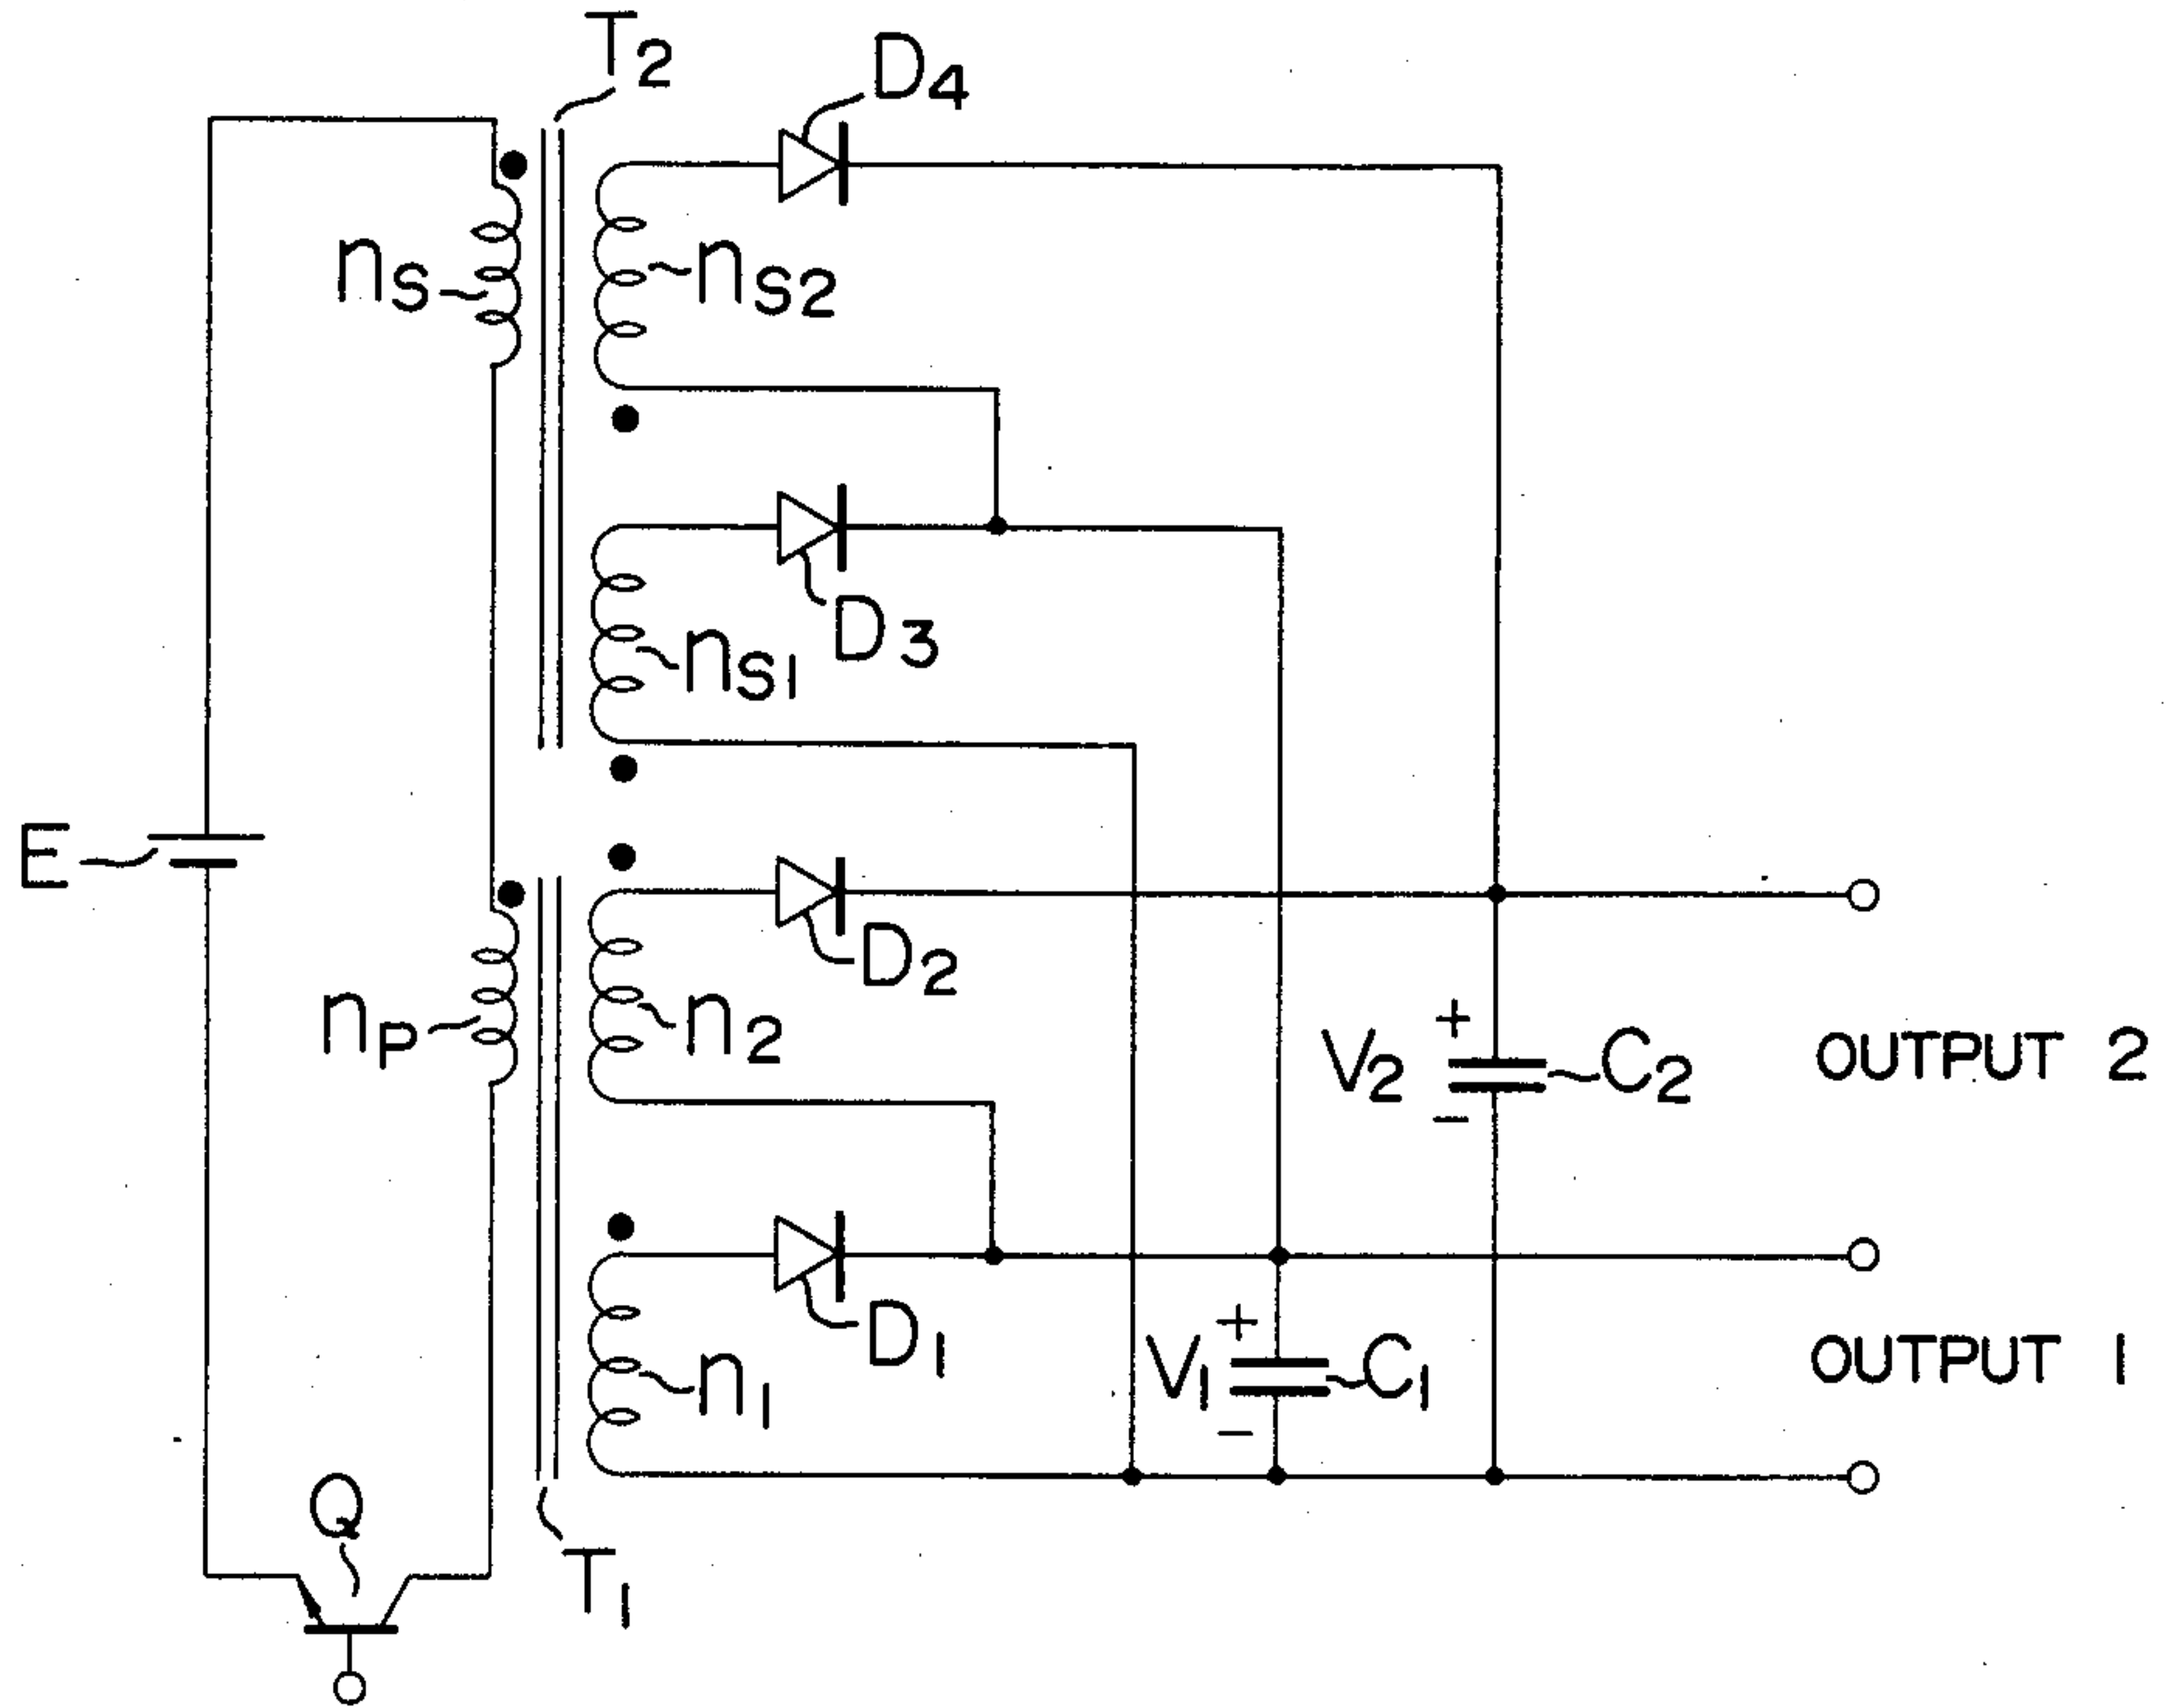 T2
D4
nS
nS2
D3
nS1
E
D2
nP
n2
+
V2
C2
OUTPUT 2
−
D1
+
n1
V1
C1
OUTPUT 1
−
Q
T1